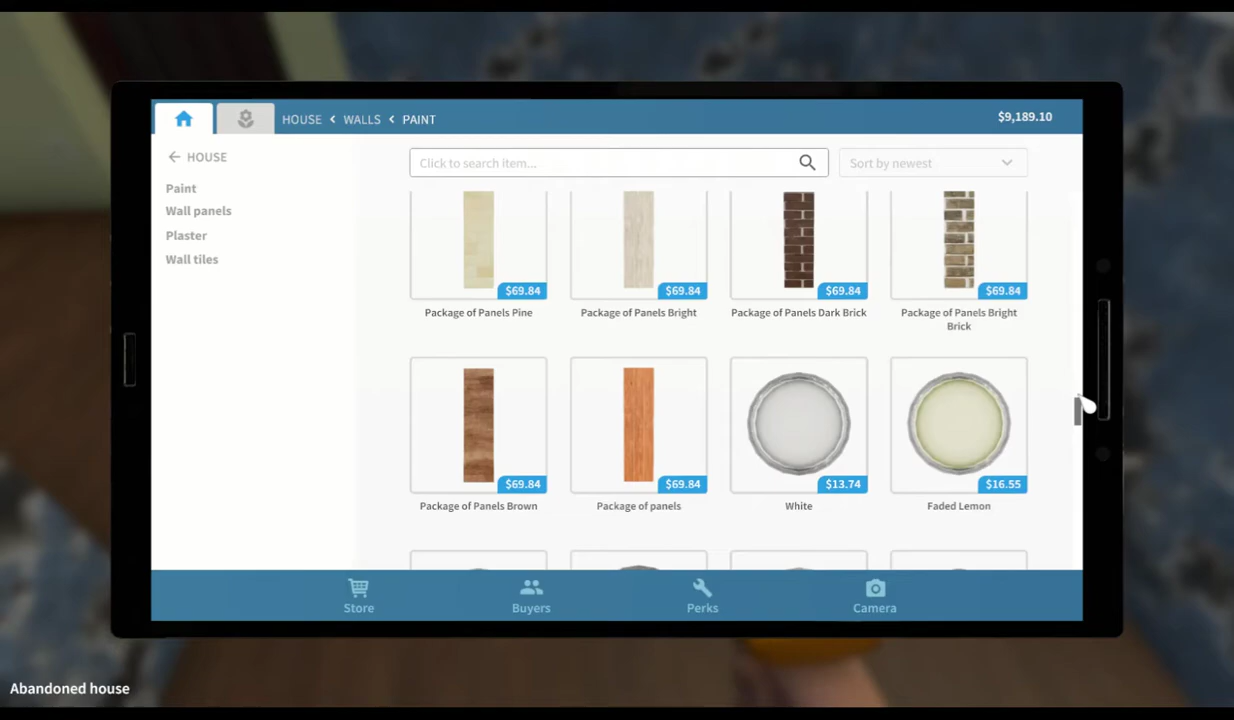 HOUSE < WALLS < PAINT
$9,189.10
HOUSE
Click to search item...
Sort by newest
Paint
Wall panels
Plaster
Wall tiles
$69.84
$69.84
$69.84
$69.84
Package of Panels Pine
Package of Panels Bright
Package of Panels Dark Brick
Package of Panels Bright
Brick
$69.84
$69.84
$13.74
$16.55
Package of Panels Brown
Package of panels
White
Faded Lemon
Store
Buyers
Perks
Camera
Abandoned house